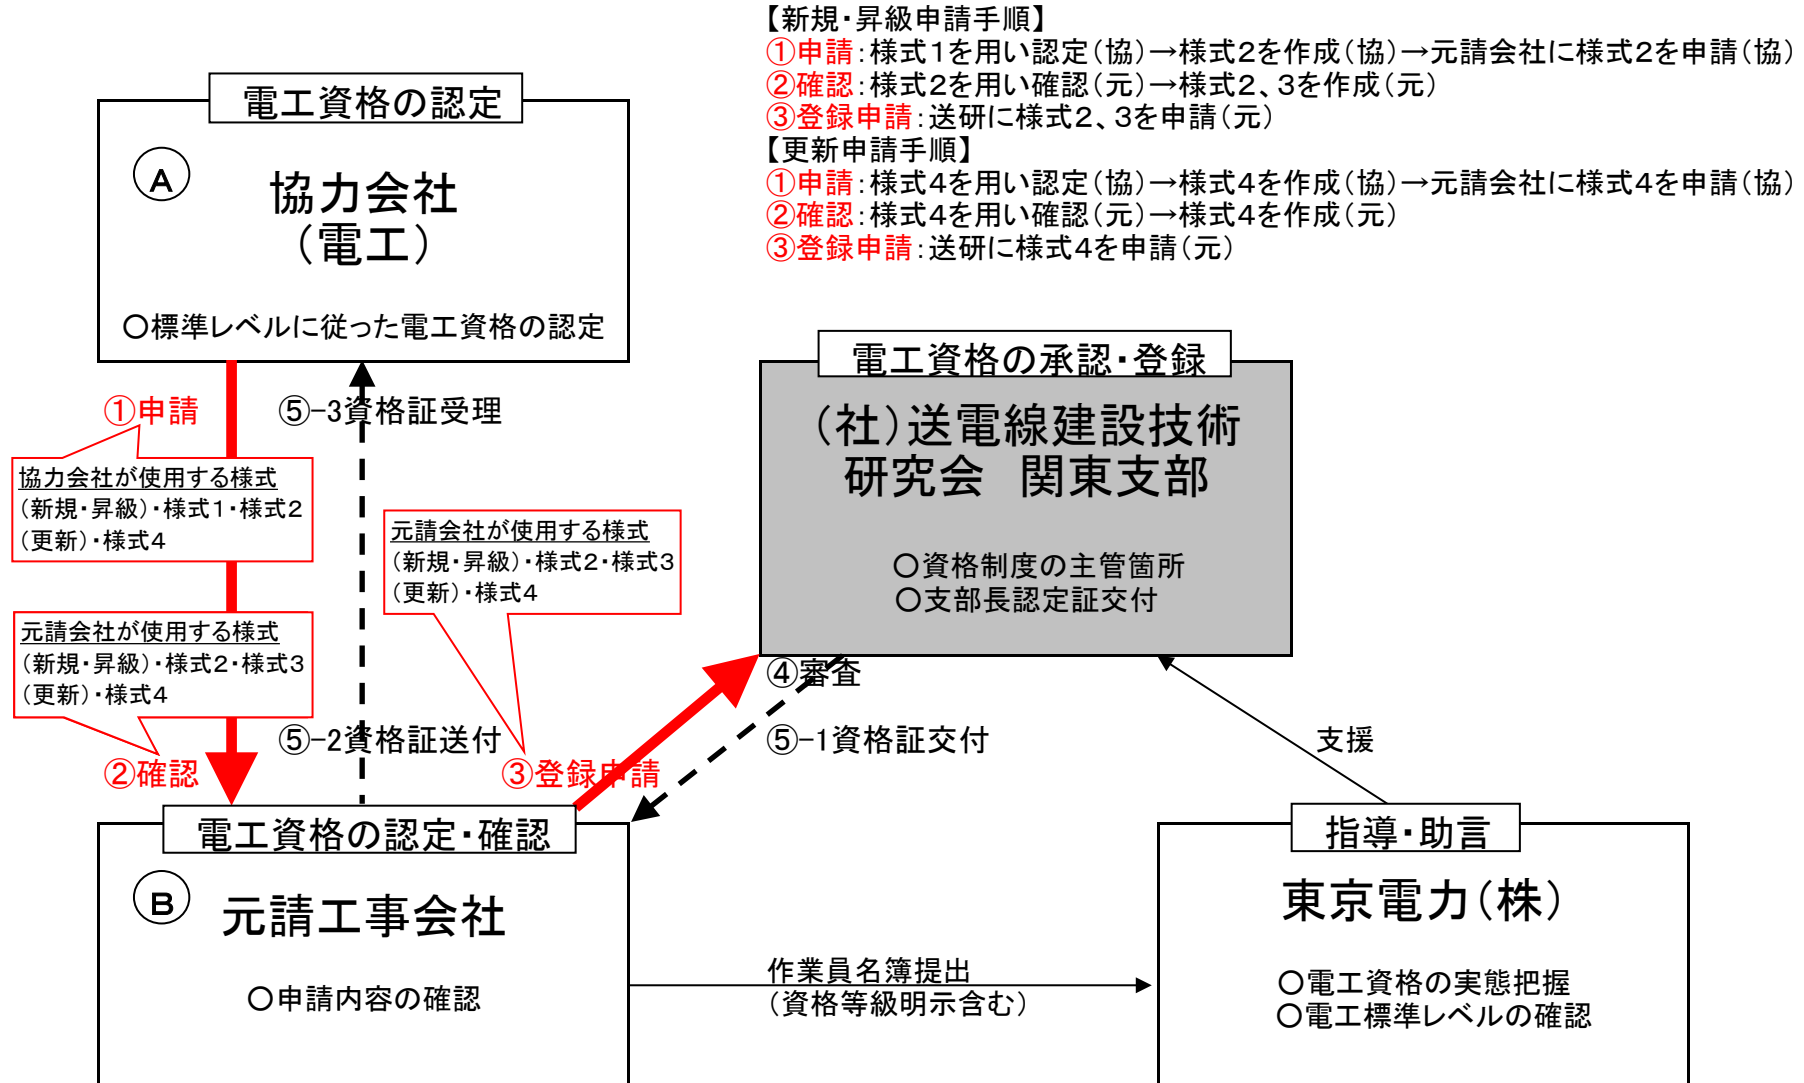 【新規・昇級申請手順】
①申請：様式１を用い認定（協）→様式２を作成（協）→元請会社に様式２を申請（協）
②確認：様式２を用い確認（元）→様式２、３を作成（元）
③登録申請：送研に様式２、３を申請（元）
【更新申請手順】
①申請：様式４を用い認定（協）→様式４を作成（協）→元請会社に様式４を申請（協）
②確認：様式４を用い確認（元）→様式４を作成（元）
③登録申請：送研に様式４を申請（元）
電工資格の認定
A
協力会社
（電工）
○標準レベルに従った電工資格の認定
①申請
⑤-3資格証受理
協力会社が使用する様式
（新規・昇級）・様式１・様式２
（更新）・様式４
元請会社が使用する様式
（新規・昇級）・様式２・様式３
（更新）・様式４
②確認
⑤-2資格証送付
元請会社が使用する様式
（新規・昇級）・様式２・様式３
（更新）・様式４
③登録申請
電工資格の承認・登録
（社）送電線建設技術
研究会　関東支部
○資格制度の主管箇所
○支部長認定証交付
④審査
⑤-1資格証交付
支援
電工資格の認定・確認
B
元請工事会社
○申請内容の確認
作業員名簿提出
（資格等級明示含む）
指導・助言
東京電力（株）
○電工資格の実態把握
○電工標準レベルの確認